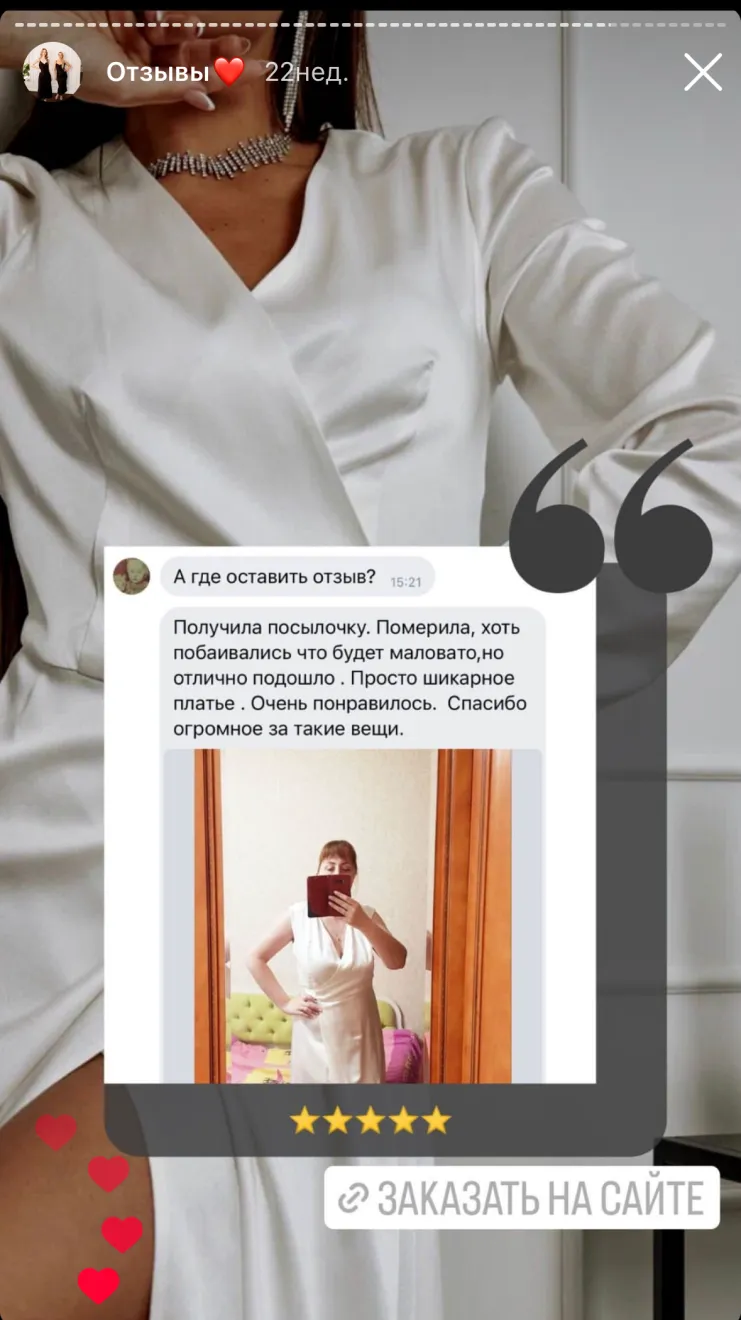 Отзывы❤️ 22нед.
А где оставить отзыв? 15:21
Получила посылочку. Померила, хоть
побаивались что будет маловато,но
отлично подошло . Просто шикарное
платье . Очень понравилось. Спасибо
огромное за такие вещи.
ЗАКАЗАТЬ НА САЙТЕ